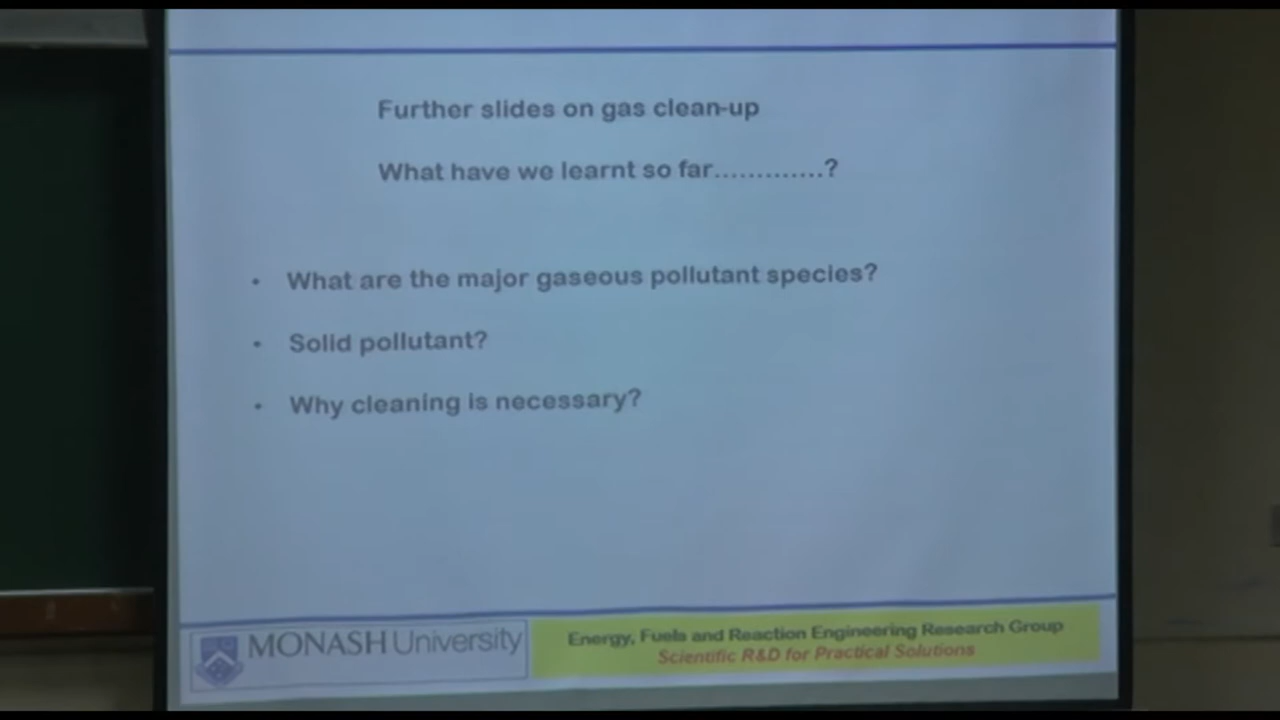 Further slides on gas clean-up
What have we learnt so far.............?
• What are the major gaseous pollutant species?
• Solid pollutant?
• Why cleaning is necessary?
MONASH University
Energy, Fuels and Reaction Engineering Research Group
Scientific R&D for Practical Solutions